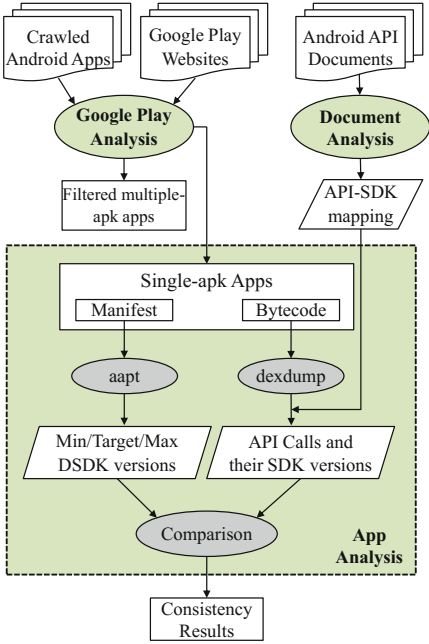 Crawled
Android Apps
Google Play
Websites
Android API
Documents
Google Play
Analysis
Document
Analysis
Filtered multiple-
apk apps
API-SDK
mapping
Single-apk Apps
Manifest
Bytecode
aapt
dexdump
Min/Target/Max
DSDK versions
API Calls and
their SDK versions
Comparison
App
Analysis
Consistency
Results